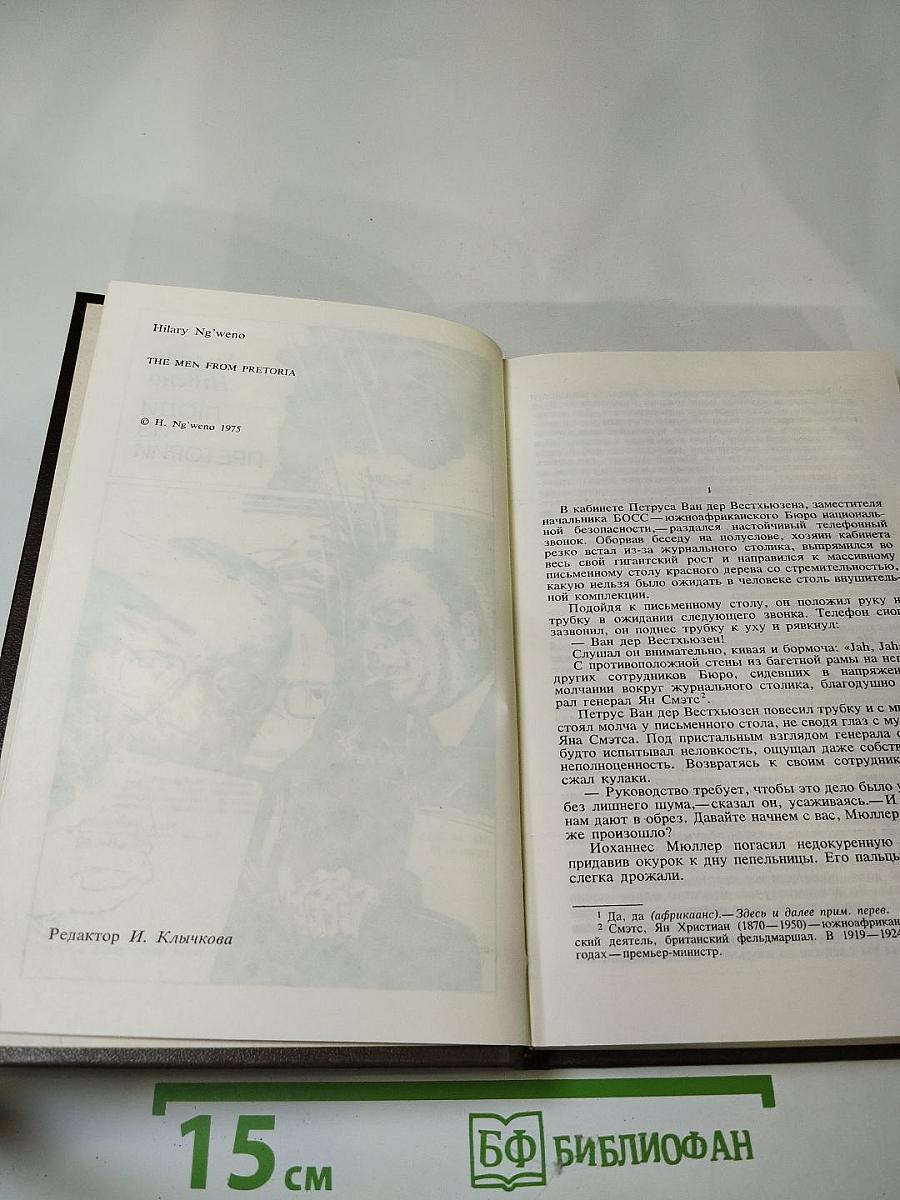 Hilary Ng'weno
THE MEN FROM PRETORIA
© H. Ng'weno 1975
Редактор И. Клычкова
1
В кабинете Петруса Ван дер Вестхьюзена, заместителя
начальника БОСС—южноафриканского Бюро националь-
ной безопасности,—раздался настойчивый телефонный
звонок. Оборвав беседу на полуслове, хозяин кабинета
резко встал из-за журнального столика, выпрямился во
весь свой гигантский рост и направился к массивному
письменному столу красного дерева со стремительностью,
какую нельзя было ожидать в человеке столь внушитель-
ной комплекции.
Подойдя к письменному столу, он положил руку
трубку в ожидании следующего звонка. Телефон
зазвонил, он поднес трубку к уху и рявкнул:
— Ван дер Вестхьюзен!
Слушал он внимательно, кивая и бормоча: «Jah, Jah
С противоположной стены из багетной рамы на
других сотрудников Бюро, сидевших в
молчании вокруг журнального столика, благодушно
рал генерал Ян Смэтс².
Петрус Ван дер Вестхьюзен повесил трубку и с
стоял молча у письменного стола, не сводя глаз с
Яна Смэтса. Под пристальным взглядом генерала
будто испытывал неловкость, ощущал даже
неполноценность. Возвратясь к своим
сжал кулаки.
— Руководство требует, чтобы это дело было
без лишнего шума,—сказал он, усаживаясь.—И
нам дают в обрез. Давайте начнем с вас, Мюллер
же произошло?
Иоханнес Мюллер погасил недокуренную
придавив окурок к дну пепельницы. Его пальцы
слегка дрожали.
¹ Да, да (африкаанс).—Здесь и далее прим. перев.
² Смэтс, Ян Христиан (1870—1950)—южноафрикан
ский деятель, британский фельдмаршал. В 1919—1924
годах—премьер-министр.
15 см
БФ БИБЛИОФАН